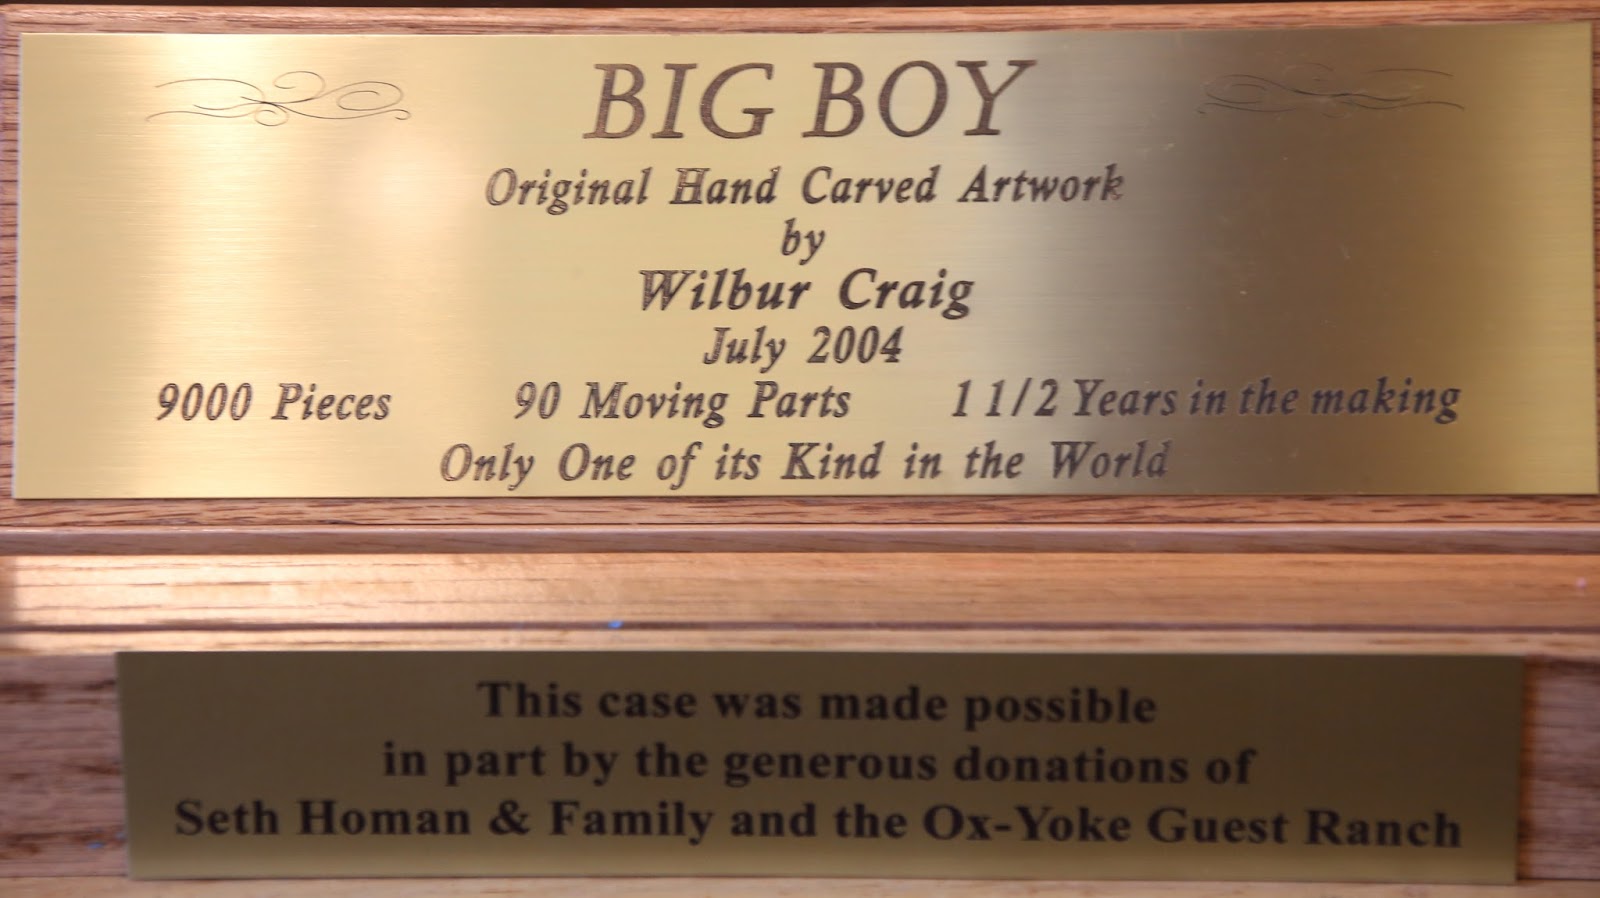 BIG BOY
Original Hand Carved Artwork
by
Wilbur Craig
July 2004
9000 Pieces 90 Moving Parts 1 1/2 Years in the making
Only One of its Kind in the World
This case was made possible
in part by the generous donations of
Seth Homan & Family and the Ox-Yoke Guest Ranch